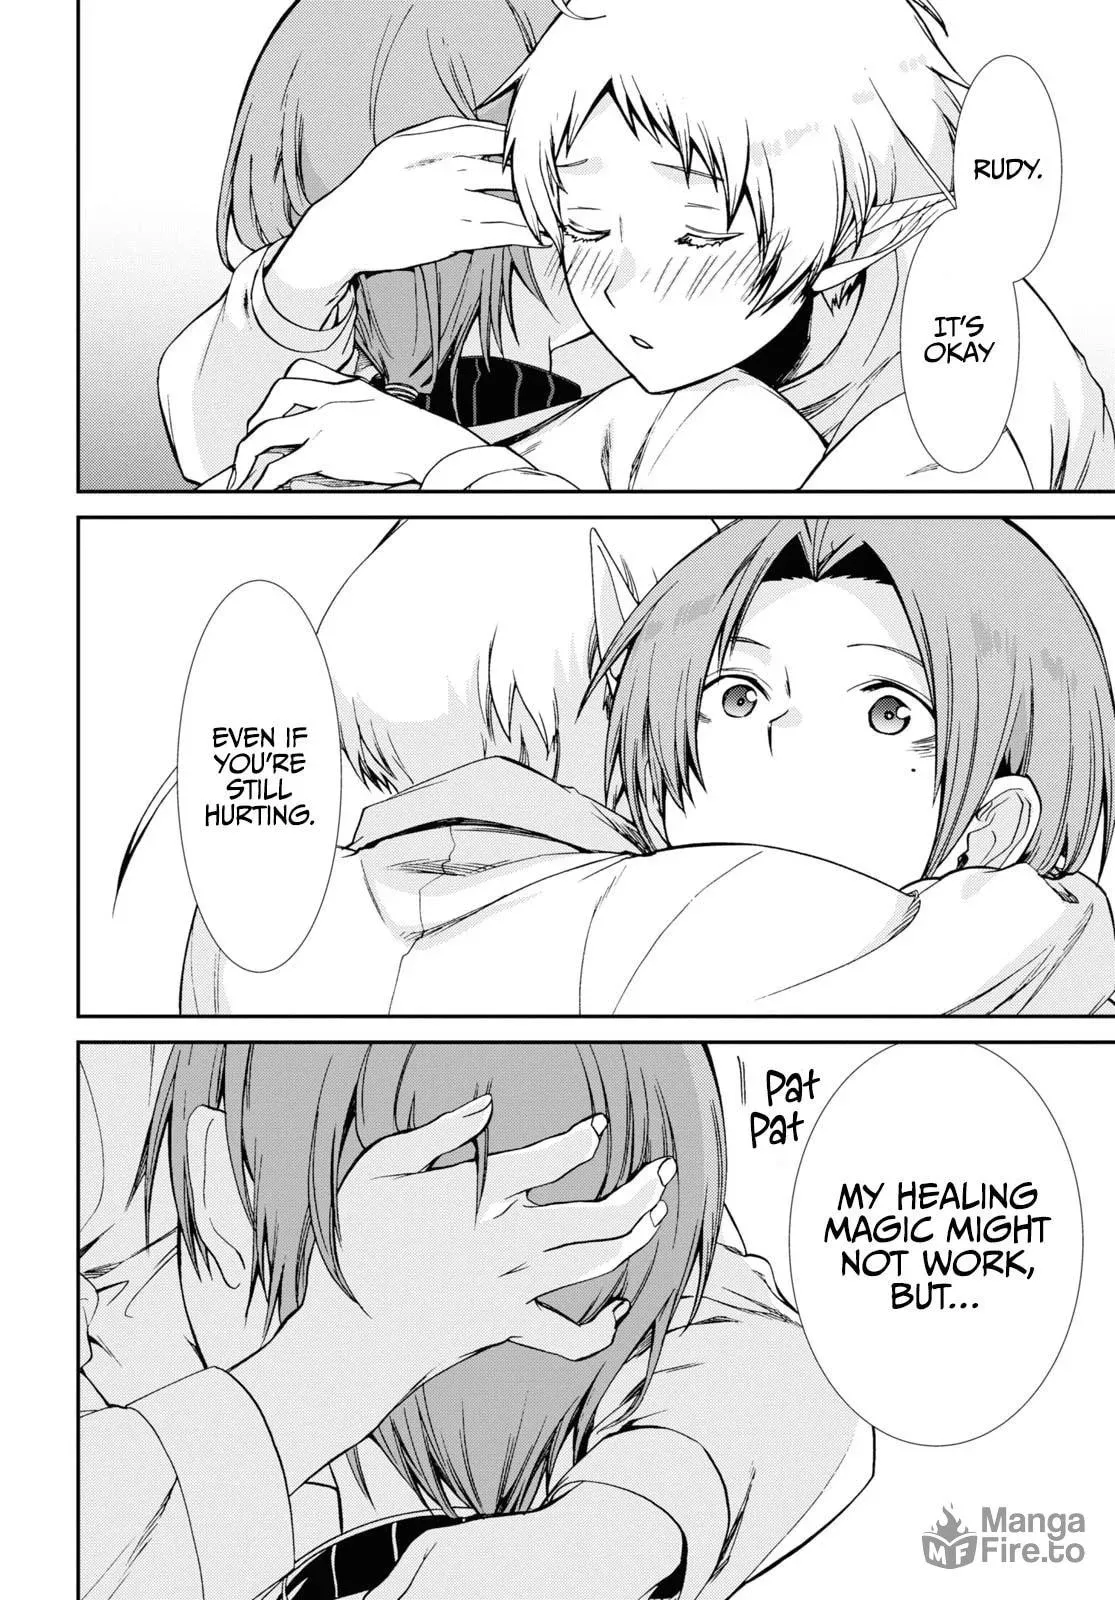 RUDY.
IT'S
OKAY
EVEN IF
YOU'RE
STILL
HURTING.
Pat
Pat
MY HEALING
MAGIC MIGHT
NOT WORK,
BUT...
Manga
MF Fire.to